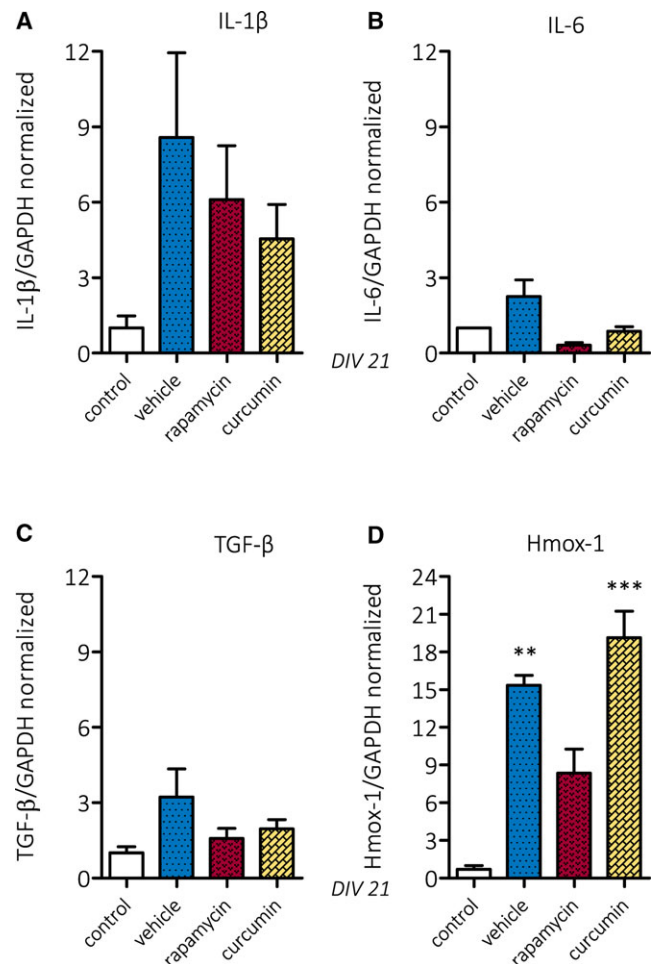 A
IL-1β
IL-1β/GAPDH normalized
12
9
6
3
0
control
vehicle
rapamycin
curcumin
B
IL-6
IL-6/GAPDH normalized
12
9
6
3
0
control
vehicle
rapamycin
curcumin
DIV 21
C
TGF-β
TGF-β/GAPDH normalized
12
9
6
3
0
control
vehicle
rapamycin
curcumin
D
Hmox-1
Hmox-1/GAPDH normalized
24
21
18
15
12
9
6
3
0
**
***
control
vehicle
rapamycin
curcumin
DIV 21